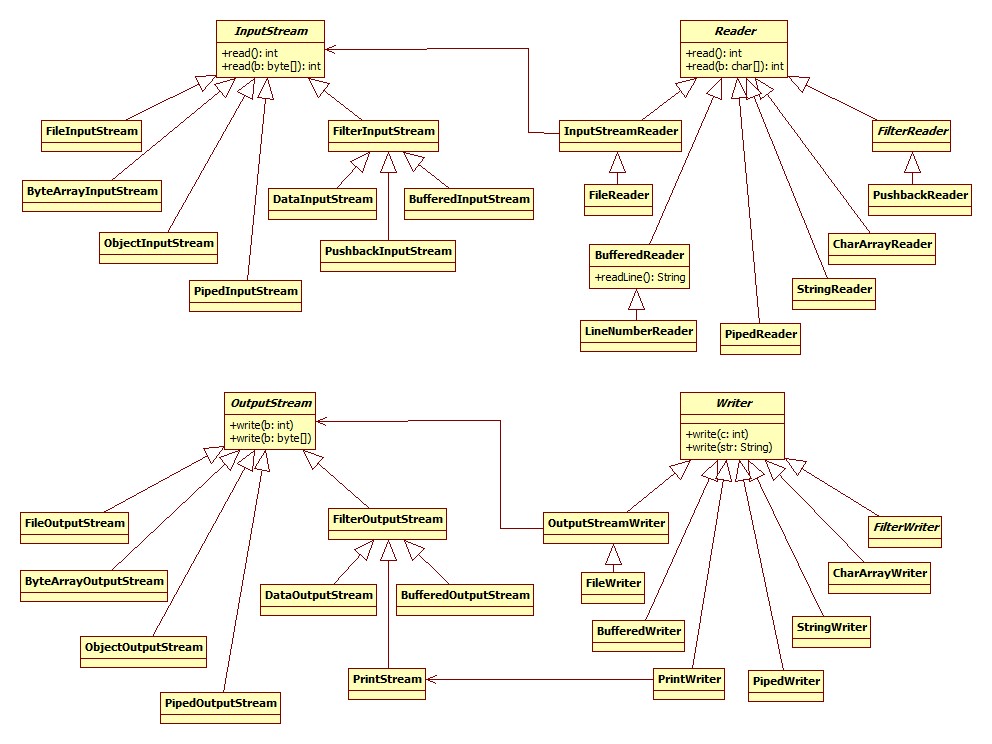 InputStream
+read(): int
+read(b: byte[]): int
Reader
+read(): int
+read(b: char[]): int
FileInputStream
FilterInputStream
InputStreamReader
FilterReader
ByteArrayInputStream
DataInputStream
BufferedInputStream
FileReader
PushbackReader
ObjectInputStream
PushbackInputStream
BufferedReader
+readLine(): String
CharArrayReader
PipedInputStream
StringReader
LineNumberReader
PipedReader
OutputStream
+write(b: int)
+write(b: byte[])
Writer
+write(c: int)
+write(str: String)
FileOutputStream
FilterOutputStream
OutputStreamWriter
FilterWriter
ByteArrayOutputStream
DataOutputStream
BufferedOutputStream
FileWriter
CharArrayWriter
ObjectOutputStream
BufferedWriter
StringWriter
PrintStream
PrintWriter
PipedWriter
PipedOutputStream